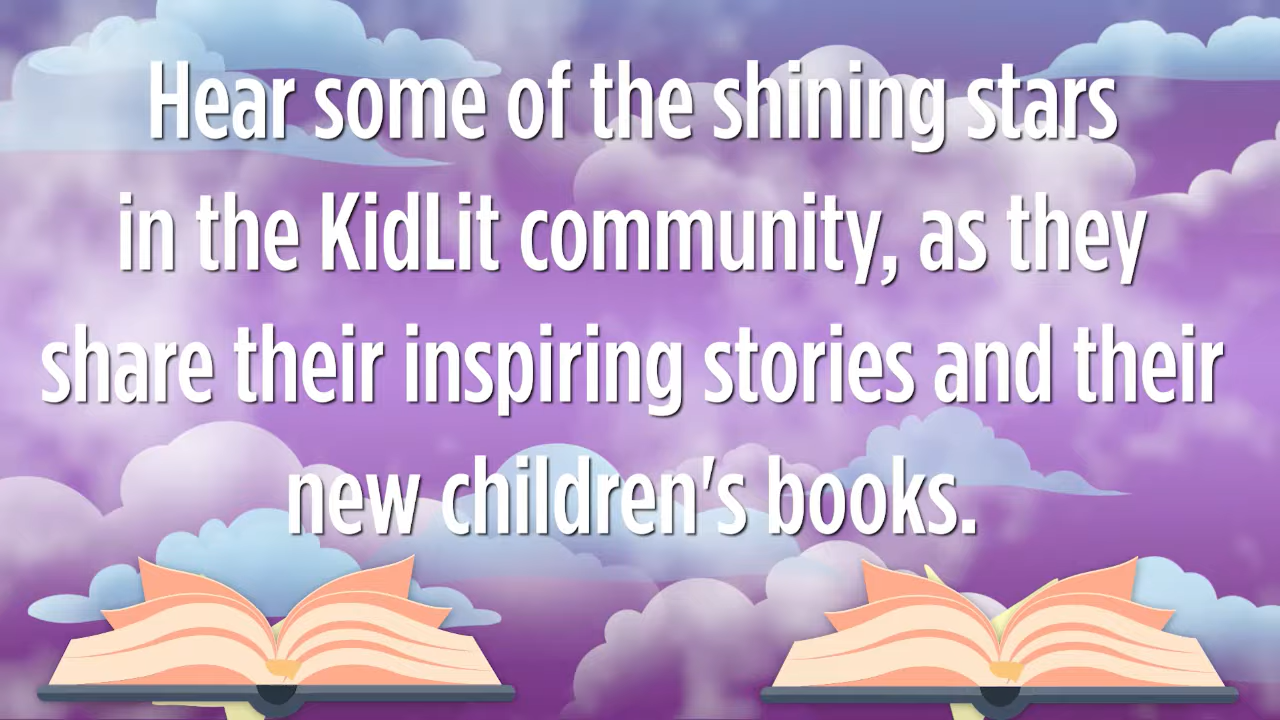 Hear some of the shining stars
in the KidLit community, as they
share their inspiring stories and their
new children's books.